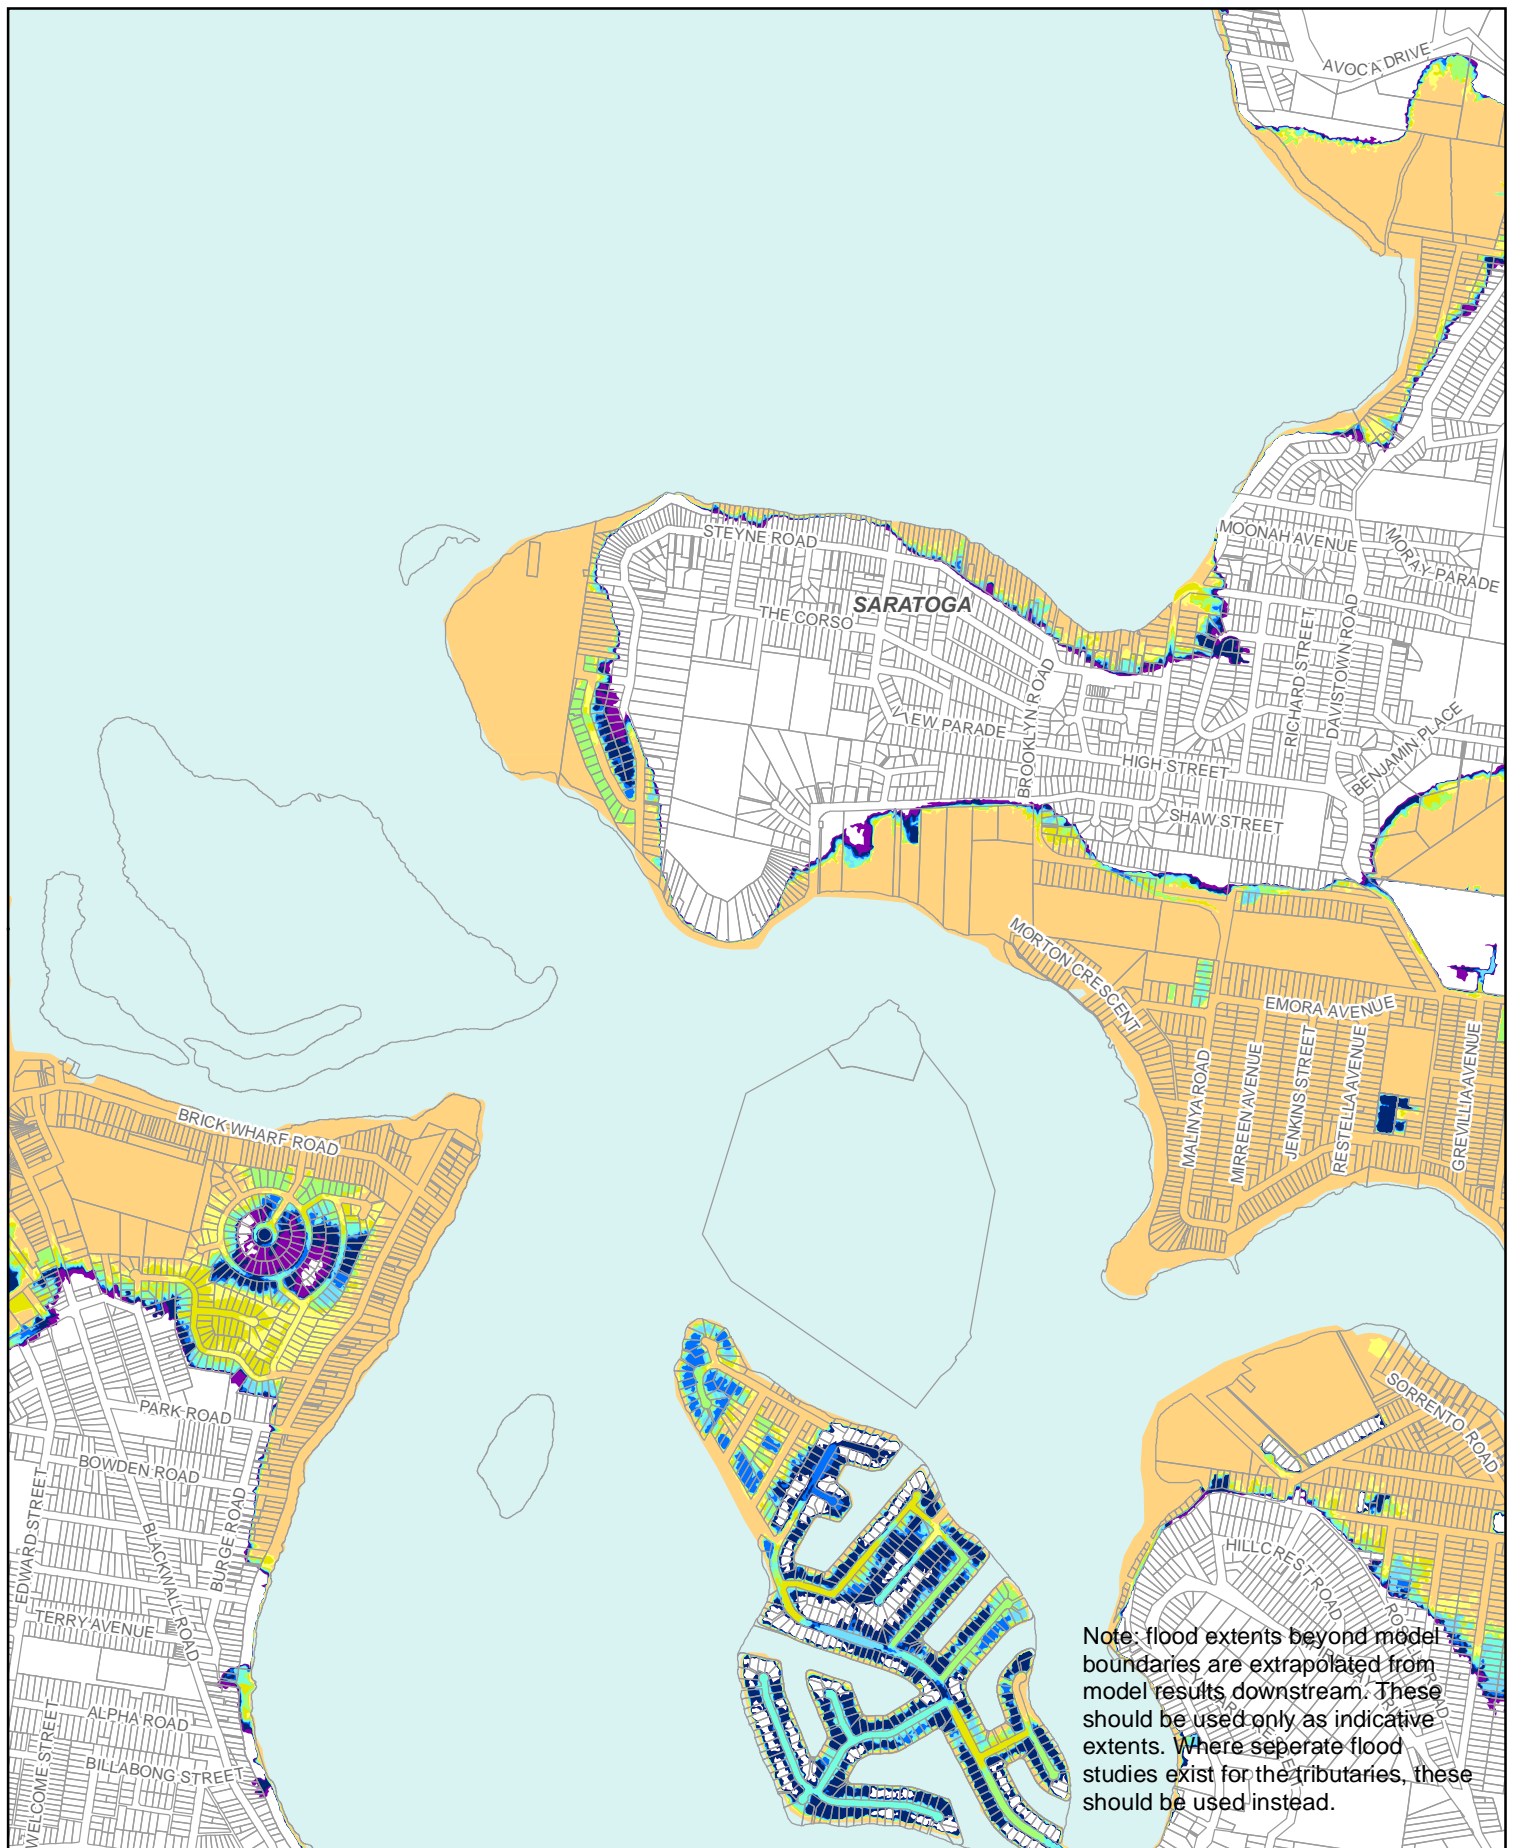 AVOCA DRIVE
STEYNE ROAD
MOONAH AVENUE
MORAY PARADE
SARATOGA
THE CORSO
RICHARD STREET
DAVISTOWN ROAD
BROOKLYN ROAD
VIEW PARADE
BENJAMIN PLACE
HIGH STREET
SHAW STREET
MORTON CRESCENT
EMORA AVENUE
MALINYA ROAD
MIRREEN AVENUE
JENKINS STREET
RESTELLA AVENUE
GREVILLIA AVENUE
BRICK WHARF ROAD
SORRENTO ROAD
PARK ROAD
BOWDEN ROAD
EDWARD STREET
BLACKWALL ROAD
BURGE ROAD
HILLCREST ROAD
TERRY AVENUE
ALPHA ROAD
BILLABONG STREET
WELCOME STREET
Note: flood extents beyond model
boundaries are extrapolated from
model results downstream. These
should be used only as indicative
extents. Where seperate flood
studies exist for the tributaries, these
should be used instead.